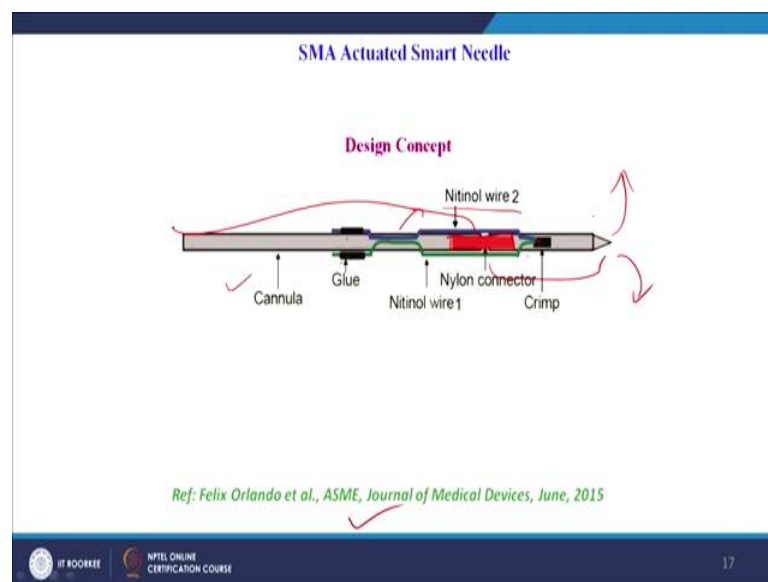 SMA Actuated Smart Needle
Design Concept
Nitinol wire 2
Glue
Nylon connector
Cannula
Nitinol wire 1
Crimp
Ref: Felix Orlando et al., ASME, Journal of Medical Devices, June, 2015
IIT ROORKEE
NPTEL ONLINE
CERTIFICATION COURSE
17